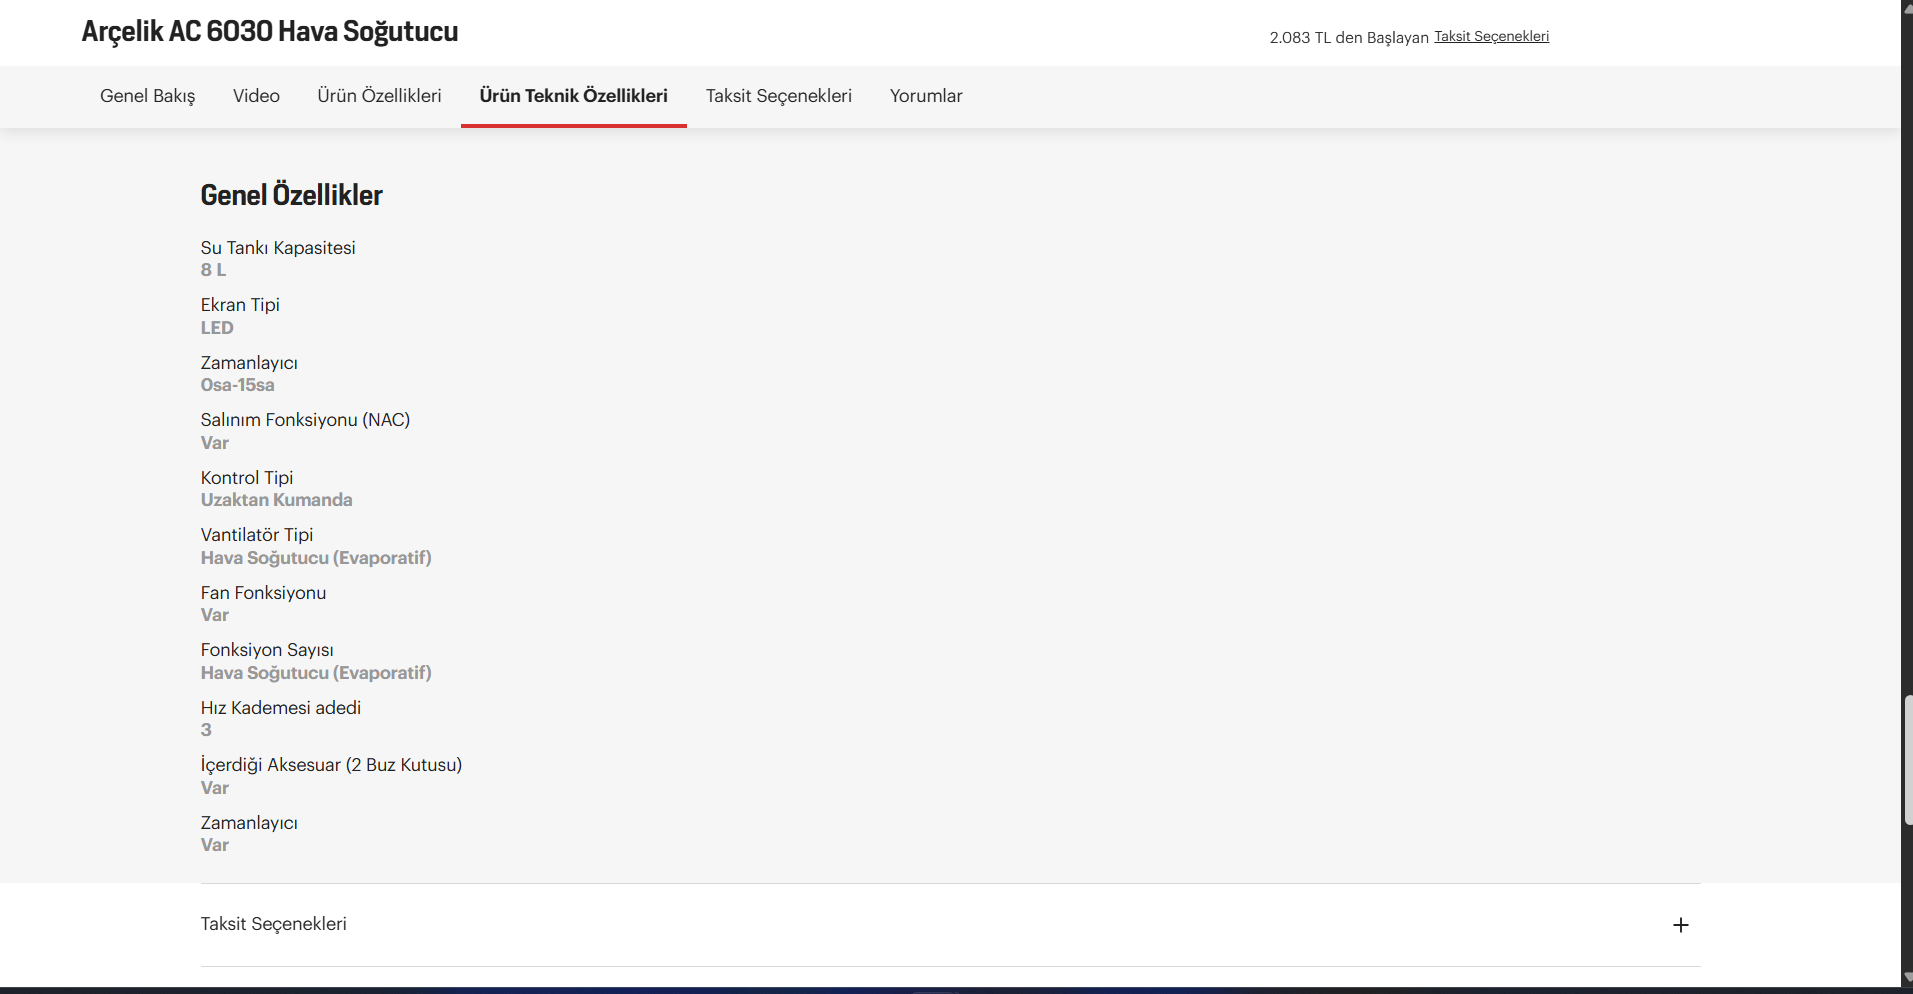 Arçelik AC 6030 Hava Soğutucu
2.083 TL den Başlayan Taksit Seçenekleri
Genel Bakış Video Ürün Özellikleri Ürün Teknik Özellikleri Taksit Seçenekleri Yorumlar
Genel Özellikler
Su Tankı Kapasitesi
8 L
Ekran Tipi
LED
Zamanlayıcı
0sa-15sa
Salınım Fonksiyonu (NAC)
Var
Kontrol Tipi
Uzaktan Kumanda
Vantilatör Tipi
Hava Soğutucu (Evaporatif)
Fan Fonksiyonu
Var
Fonksiyon Sayısı
Hava Soğutucu (Evaporatif)
Hız Kademesi adedi
3
İçerdiği Aksesuar (2 Buz Kutusu)
Var
Zamanlayıcı
Var
Taksit Seçenekleri